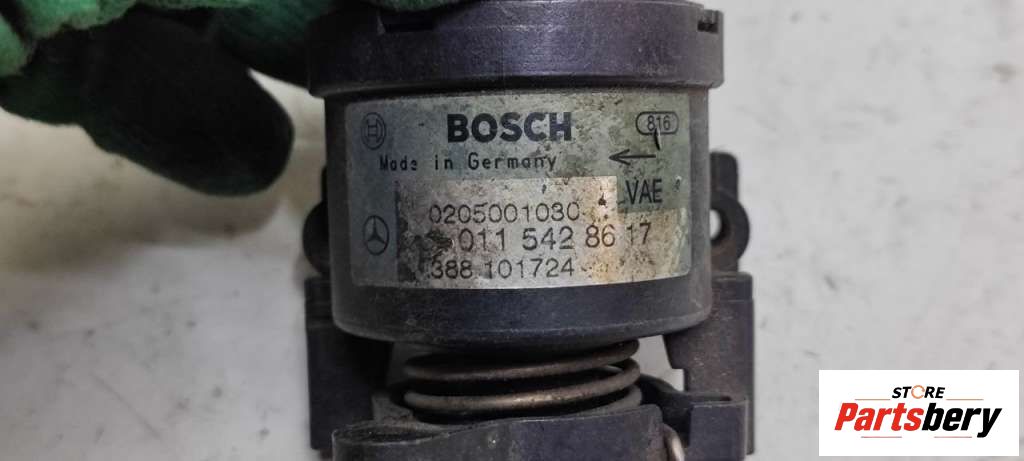 BOSCH
816
Made in Germany
VAE
0205001030
011 542 86 17
388 101724
STORE
Partsbery